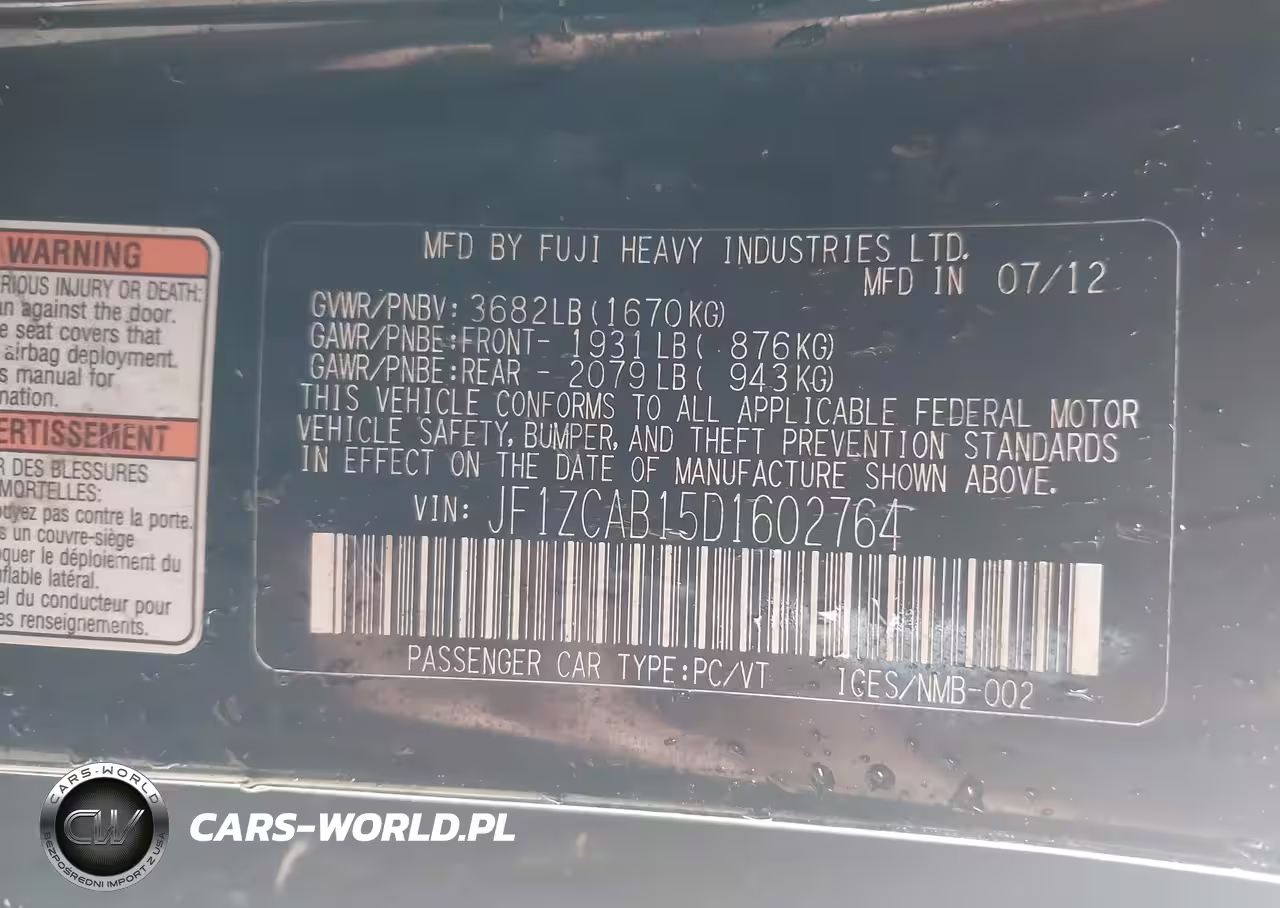 WARNING
RIOUS INJURY OR DEATH:
an against the door.
e seat covers that
airbag deployment.
s manual for
nation.
ERTISSEMENT
R DES BLESSURES
MORTELLES:
uyez pas contre la porte.
s un couvre-siège
quer le déploiement du
nflable latéral.
el du conducteur pour
es renseignements.
MFD BY FUJI HEAVY INDUSTRIES LTD.
MFD IN 07/12
GVWR/PNBV: 3682LB(1670KG)
GAWR/PNBE:FRONT- 1931LB( 876KG)
GAWR/PNBE:REAR - 2079LB( 943KG)
THIS VEHICLE CONFORMS TO ALL APPLICABLE FEDERAL MOTOR
VEHICLE SAFETY, BUMPER, AND THEFT PREVENTION STANDARDS
IN EFFECT ON THE DATE OF MANUFACTURE SHOWN ABOVE.
VIN: JF1ZCAB15D1602764
PASSENGER CAR TYPE:PC/VT ICES/NMB-002
CARS-WORLD
CW
BEZPOŚREDNI IMPORT Z USA
CARS-WORLD.PL